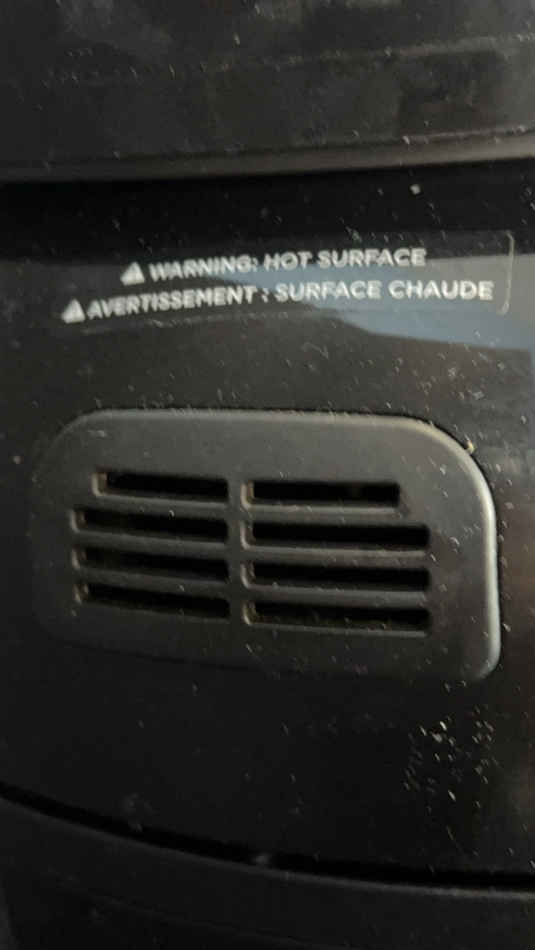 WARNING: HOT SURFACE
AVERTISSEMENT : SURFACE CHAUDE